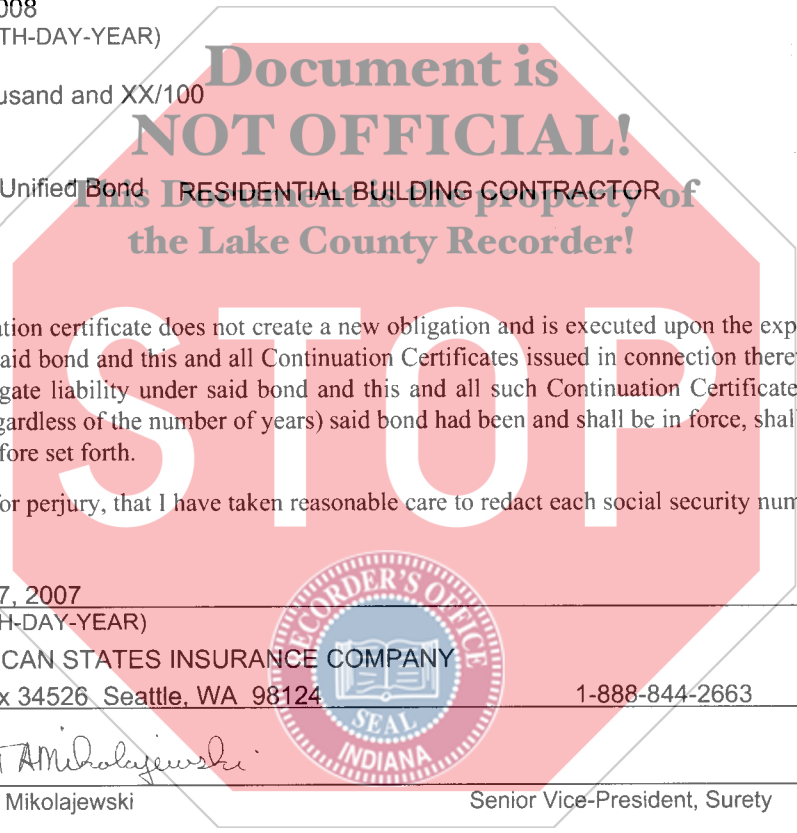 008
TH-DAY-YEAR)
Document is
usand and XX/100
NOT OFFICIAL!
Unified Bond RESIDENTIAL BUILDING CONTRACTOR
This Document is the property of
the Lake County Recorder!
STOP
ation certificate does not create a new obligation and is executed upon the exp
aid bond and this and all Continuation Certificates issued in connection there
gate liability under said bond and this and all such Continuation Certificate
gardless of the number of years) said bond had been and shall be in force, shal
fore set forth.
for perjury, that I have taken reasonable care to redact each social security num
7, 2007
H-DAY-YEAR)
CAN STATES INSURANCE COMPANY
x 34526 Seattle, WA 98124 1-888-844-2663
RECORDER'S OFFICE
SEAL
INDIANA
TAMikolajewski
Mikolajewski Senior Vice-President, Surety